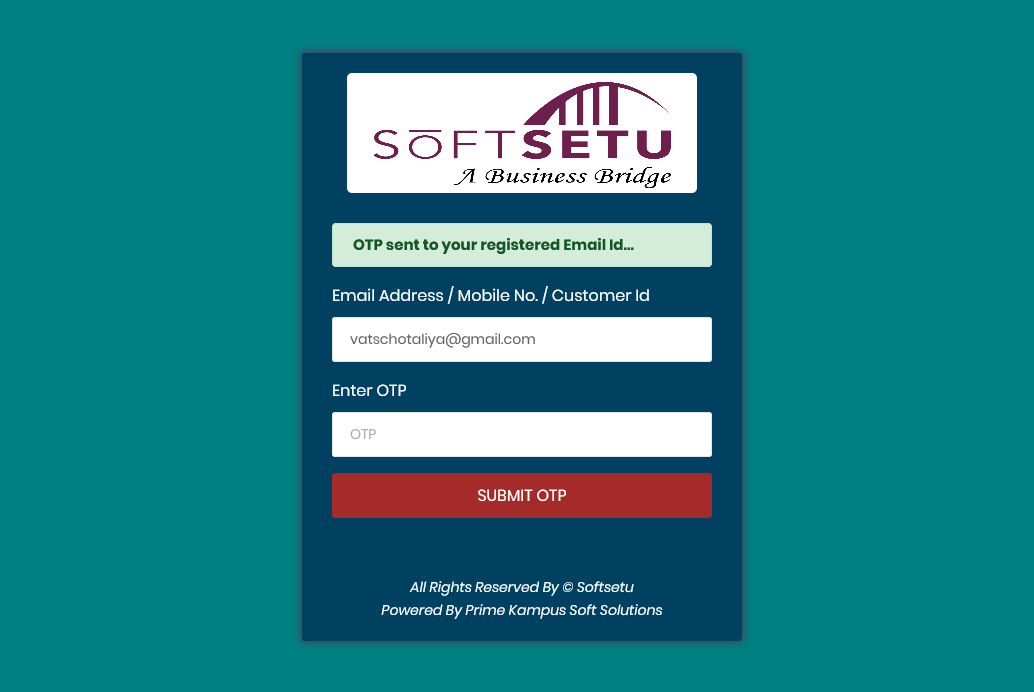 SōFTSETU
A Business Bridge
OTP sent to your registered Email Id...
Email Address / Mobile No. / Customer Id
vatschotaliya@gmail.com
Enter OTP
OTP
SUBMIT OTP
All Rights Reserved By © Softsetu
Powered By Prime Kampus Soft Solutions